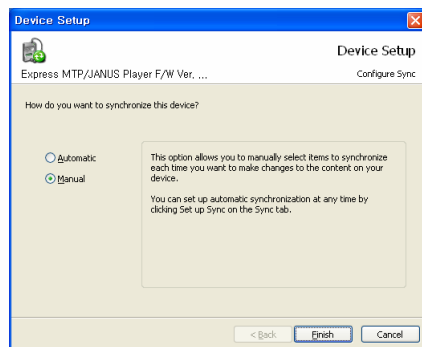 Device Setup
Device Setup
Express MTP/JANUS Player F/W Ver, ...
Configure Sync
How do you want to synchronize this device?
Automatic
Manual
This option allows you to manually select items to synchronize
each time you want to make changes to the content on your
device.
You can set up automatic synchronization at any time by
clicking Set up Sync on the Sync tab.
< Back
Finish
Cancel